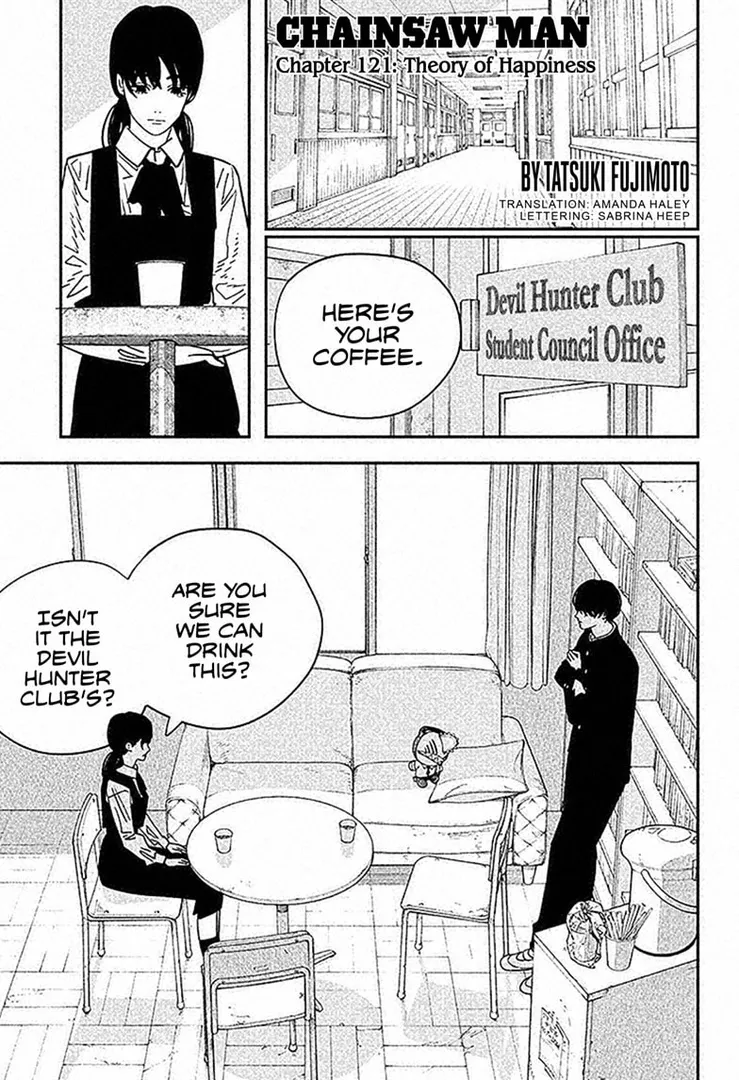 CHAINSAW MAN
Chapter 121: Theory of Happiness
BY TATSUKI FUJIMOTO
TRANSLATION: AMANDA HALEY
LETTERING: SABRINA HEEP
Devil Hunter Club
Student Council Office
HERE'S
YOUR
COFFEE.
ARE YOU
SURE
WE CAN
DRINK
THIS?
ISN'T
IT THE
DEVIL
HUNTER
CLUB'S?